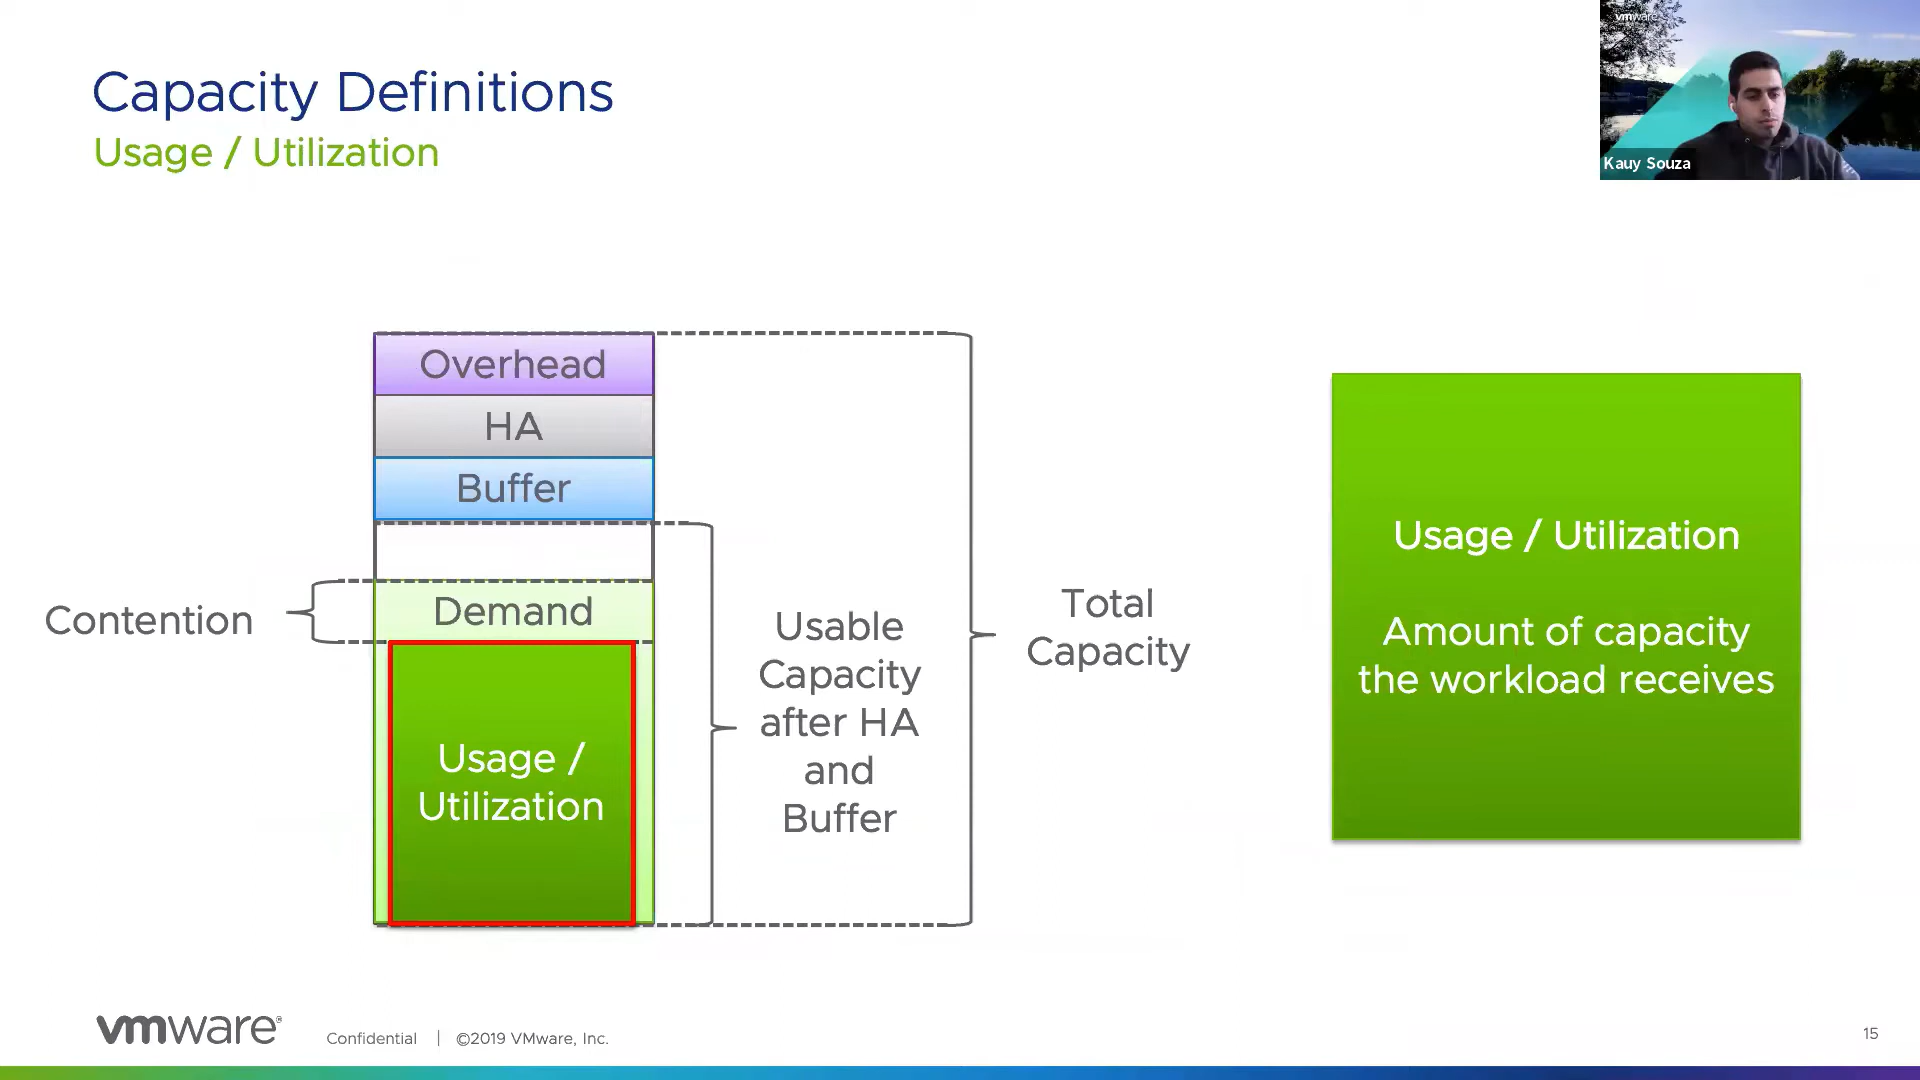 Capacity Definitions
Usage / Utilization
vmware
Kauy Souza
Overhead
HA
Buffer
Demand
Contention
Usage /
Utilization
Usable
Capacity
after HA
and
Buffer
Total
Capacity
Usage / Utilization
Amount of capacity
the workload receives
vmware®
Confidential | ©2019 VMware, Inc.
15